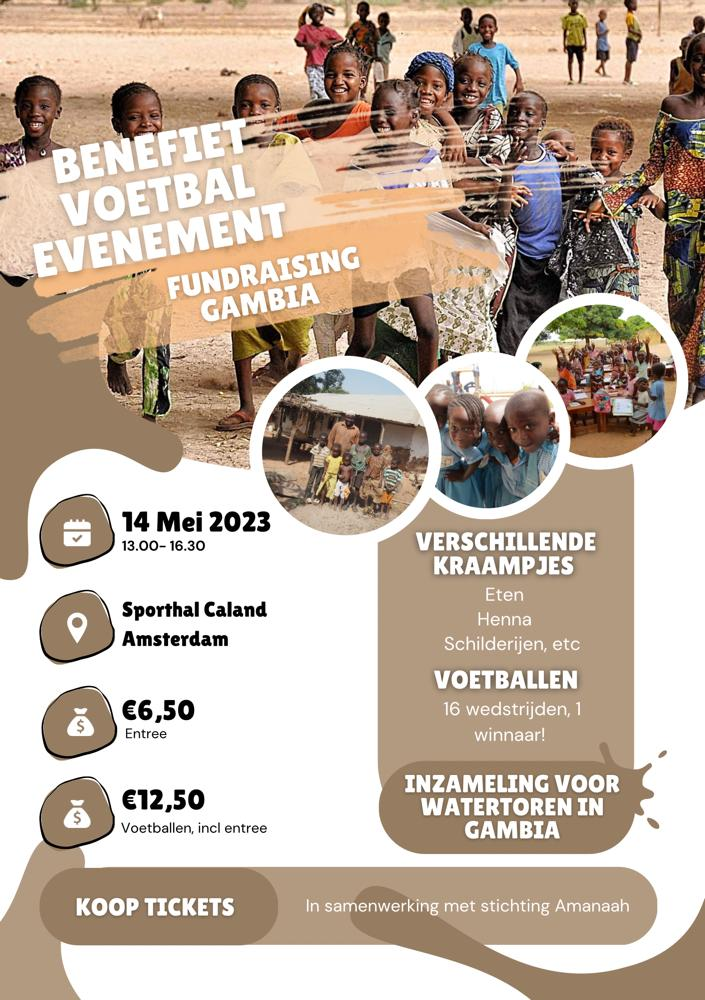 BENEFIET
VOETBAL
EVENEMENT
FUNDRAISING
GAMBIA
14 Mei 2023
13.00- 16.30
Sporthal Caland
Amsterdam
€6,50
Entree
€12,50
Voetballen, incl entree
VERSCHILLENDE
KRAAMPJES
Eten
Henna
Schilderijen, etc
VOETBALLEN
16 wedstrijden, 1
winnaar!
INZAMELING VOOR
WATERTOREN IN
GAMBIA
KOOP TICKETS
In samenwerking met stichting Amanaah